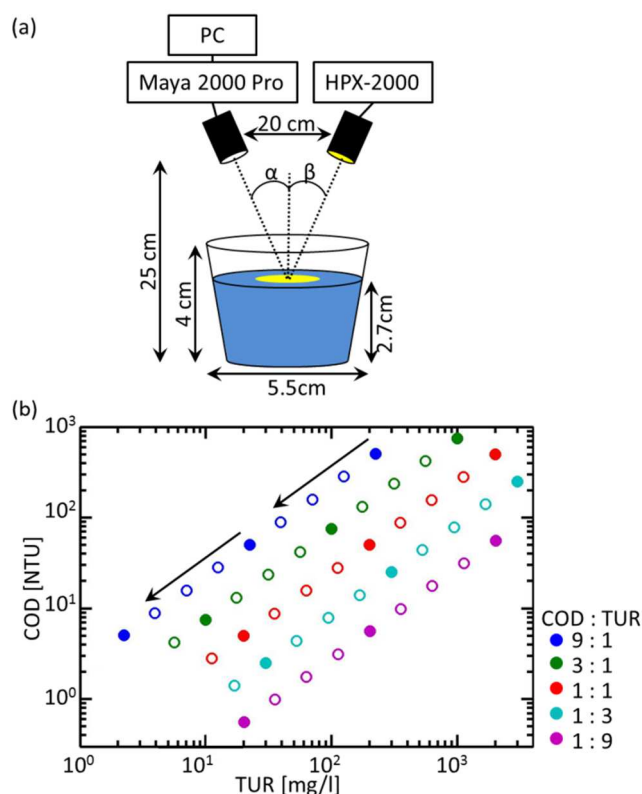 (a)
PC
Maya 2000 Pro
HPX-2000
20 cm
α
β
25 cm
4 cm
2.7cm
5.5cm
(b)
10³
10²
10¹
10⁰
COD [NTU]
10⁰ 10¹ 10² 10³
TUR [mg/l]
COD : TUR
9 : 1
3 : 1
1 : 1
1 : 3
1 : 9